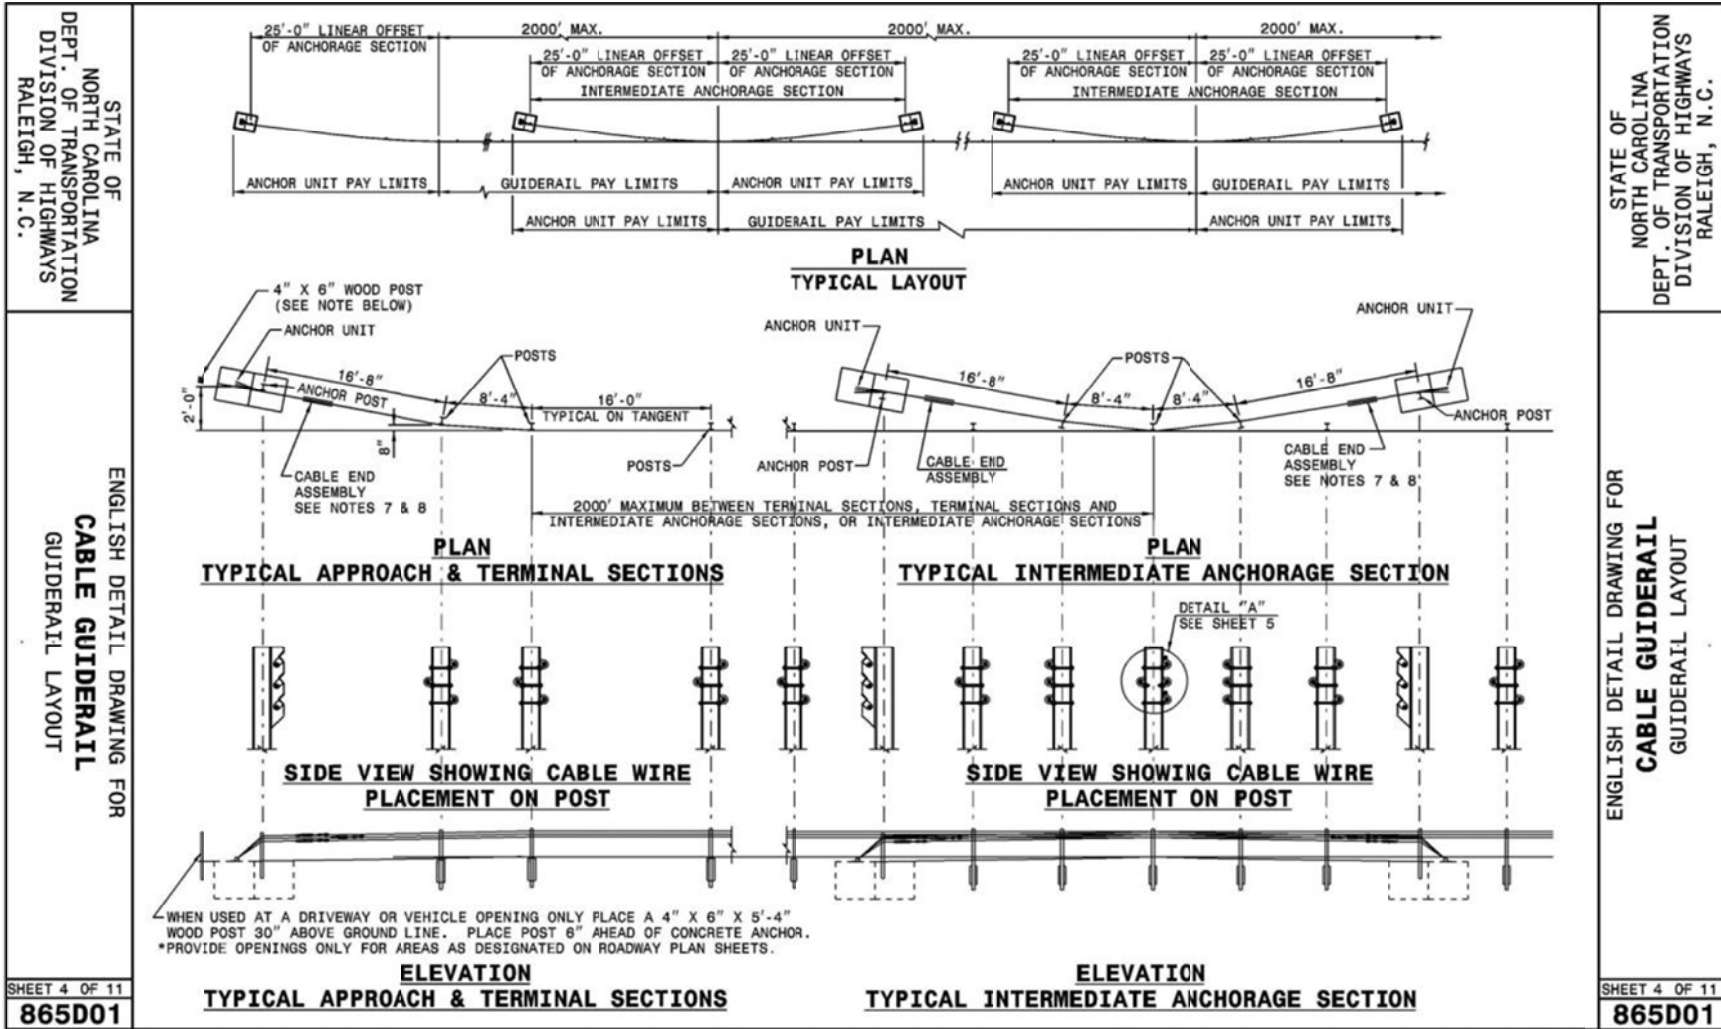 STATE OF
NORTH CAROLINA
DEPT. OF TRANSPORTATION
DIVISION OF HIGHWAYS
RALEIGH, N.C.
ENGLISH DETAIL DRAWING FOR
CABLE GUIDERAIL
GUIDERAIL LAYOUT
SHEET 4 OF 11
865D01
25'-0" LINEAR OFFSET
OF ANCHORAGE SECTION
2000' MAX.
2000' MAX.
2000' MAX.
25'-0" LINEAR OFFSET
OF ANCHORAGE SECTION
25'-0" LINEAR OFFSET
OF ANCHORAGE SECTION
INTERMEDIATE ANCHORAGE SECTION
25'-0" LINEAR OFFSET
OF ANCHORAGE SECTION
25'-0" LINEAR OFFSET
OF ANCHORAGE SECTION
INTERMEDIATE ANCHORAGE SECTION
ANCHOR UNIT PAY LIMITS
GUIDERAIL PAY LIMITS
ANCHOR UNIT PAY LIMITS
ANCHOR UNIT PAY LIMITS
GUIDERAIL PAY LIMITS
ANCHOR UNIT PAY LIMITS
GUIDERAIL PAY LIMITS
ANCHOR UNIT PAY LIMITS
PLAN
TYPICAL LAYOUT
4" X 6" WOOD POST
(SEE NOTE BELOW)
ANCHOR UNIT
POSTS
16'-8"
ANCHOR POST
8'-4"
16'-0"
TYPICAL ON TANGENT
2'-0"
8"
POSTS
CABLE END
ASSEMBLY
SEE NOTES 7 & 8
ANCHOR UNIT
ANCHOR UNIT
POSTS
16'-8"
8'-4"
8'-4"
16'-8"
ANCHOR POST
ANCHOR POST
CABLE END
ASSEMBLY
CABLE END
ASSEMBLY
SEE NOTES 7 & 8
2000' MAXIMUM BETWEEN TERMINAL SECTIONS, TERMINAL SECTIONS AND
INTERMEDIATE ANCHORAGE SECTIONS, OR INTERMEDIATE ANCHORAGE SECTIONS
PLAN
TYPICAL APPROACH & TERMINAL SECTIONS
PLAN
TYPICAL INTERMEDIATE ANCHORAGE SECTION
DETAIL "A"
SEE SHEET 5
SIDE VIEW SHOWING CABLE WIRE
PLACEMENT ON POST
SIDE VIEW SHOWING CABLE WIRE
PLACEMENT ON POST
WHEN USED AT A DRIVEWAY OR VEHICLE OPENING ONLY PLACE A 4" X 6" X 5'-4"
WOOD POST 30" ABOVE GROUND LINE. PLACE POST 6" AHEAD OF CONCRETE ANCHOR.
*PROVIDE OPENINGS ONLY FOR AREAS AS DESIGNATED ON ROADWAY PLAN SHEETS.
ELEVATION
TYPICAL APPROACH & TERMINAL SECTIONS
ELEVATION
TYPICAL INTERMEDIATE ANCHORAGE SECTION
STATE OF
NORTH CAROLINA
DEPT. OF TRANSPORTATION
DIVISION OF HIGHWAYS
RALEIGH, N.C.
ENGLISH DETAIL DRAWING FOR
CABLE GUIDERAIL
GUIDERAIL LAYOUT
SHEET 4 OF 11
865D01